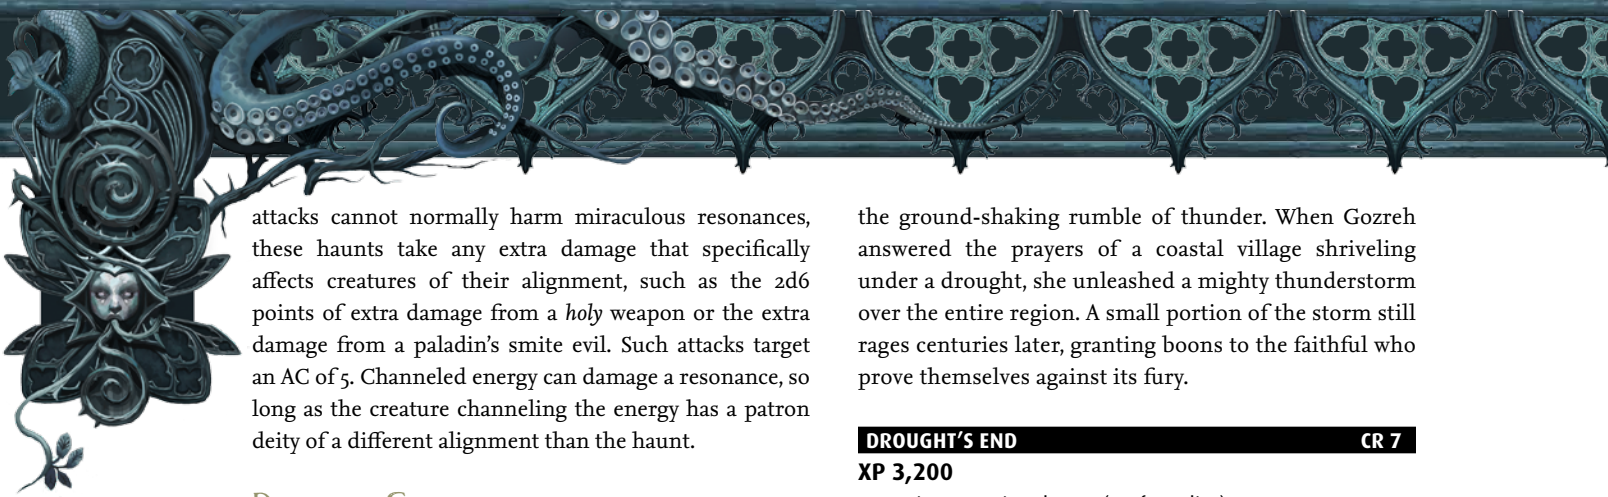 attacks cannot normally harm miraculous resonances,
these haunts take any extra damage that specifically
affects creatures of their alignment, such as the 2d6
points of extra damage from a holy weapon or the extra
damage from a paladin's smite evil. Such attacks target
an AC of 5. Channeled energy can damage a resonance, so
long as the creature channeling the energy has a patron
deity of a different alignment than the haunt.
the ground-shaking rumble of thunder. When Gozreh
answered the prayers of a coastal village shriveling
under a drought, she unleashed a mighty thunderstorm
over the entire region. A small portion of the storm still
rages centuries later, granting boons to the faithful who
prove themselves against its fury.
DROUGHT'S END CR 7
XP 3,200